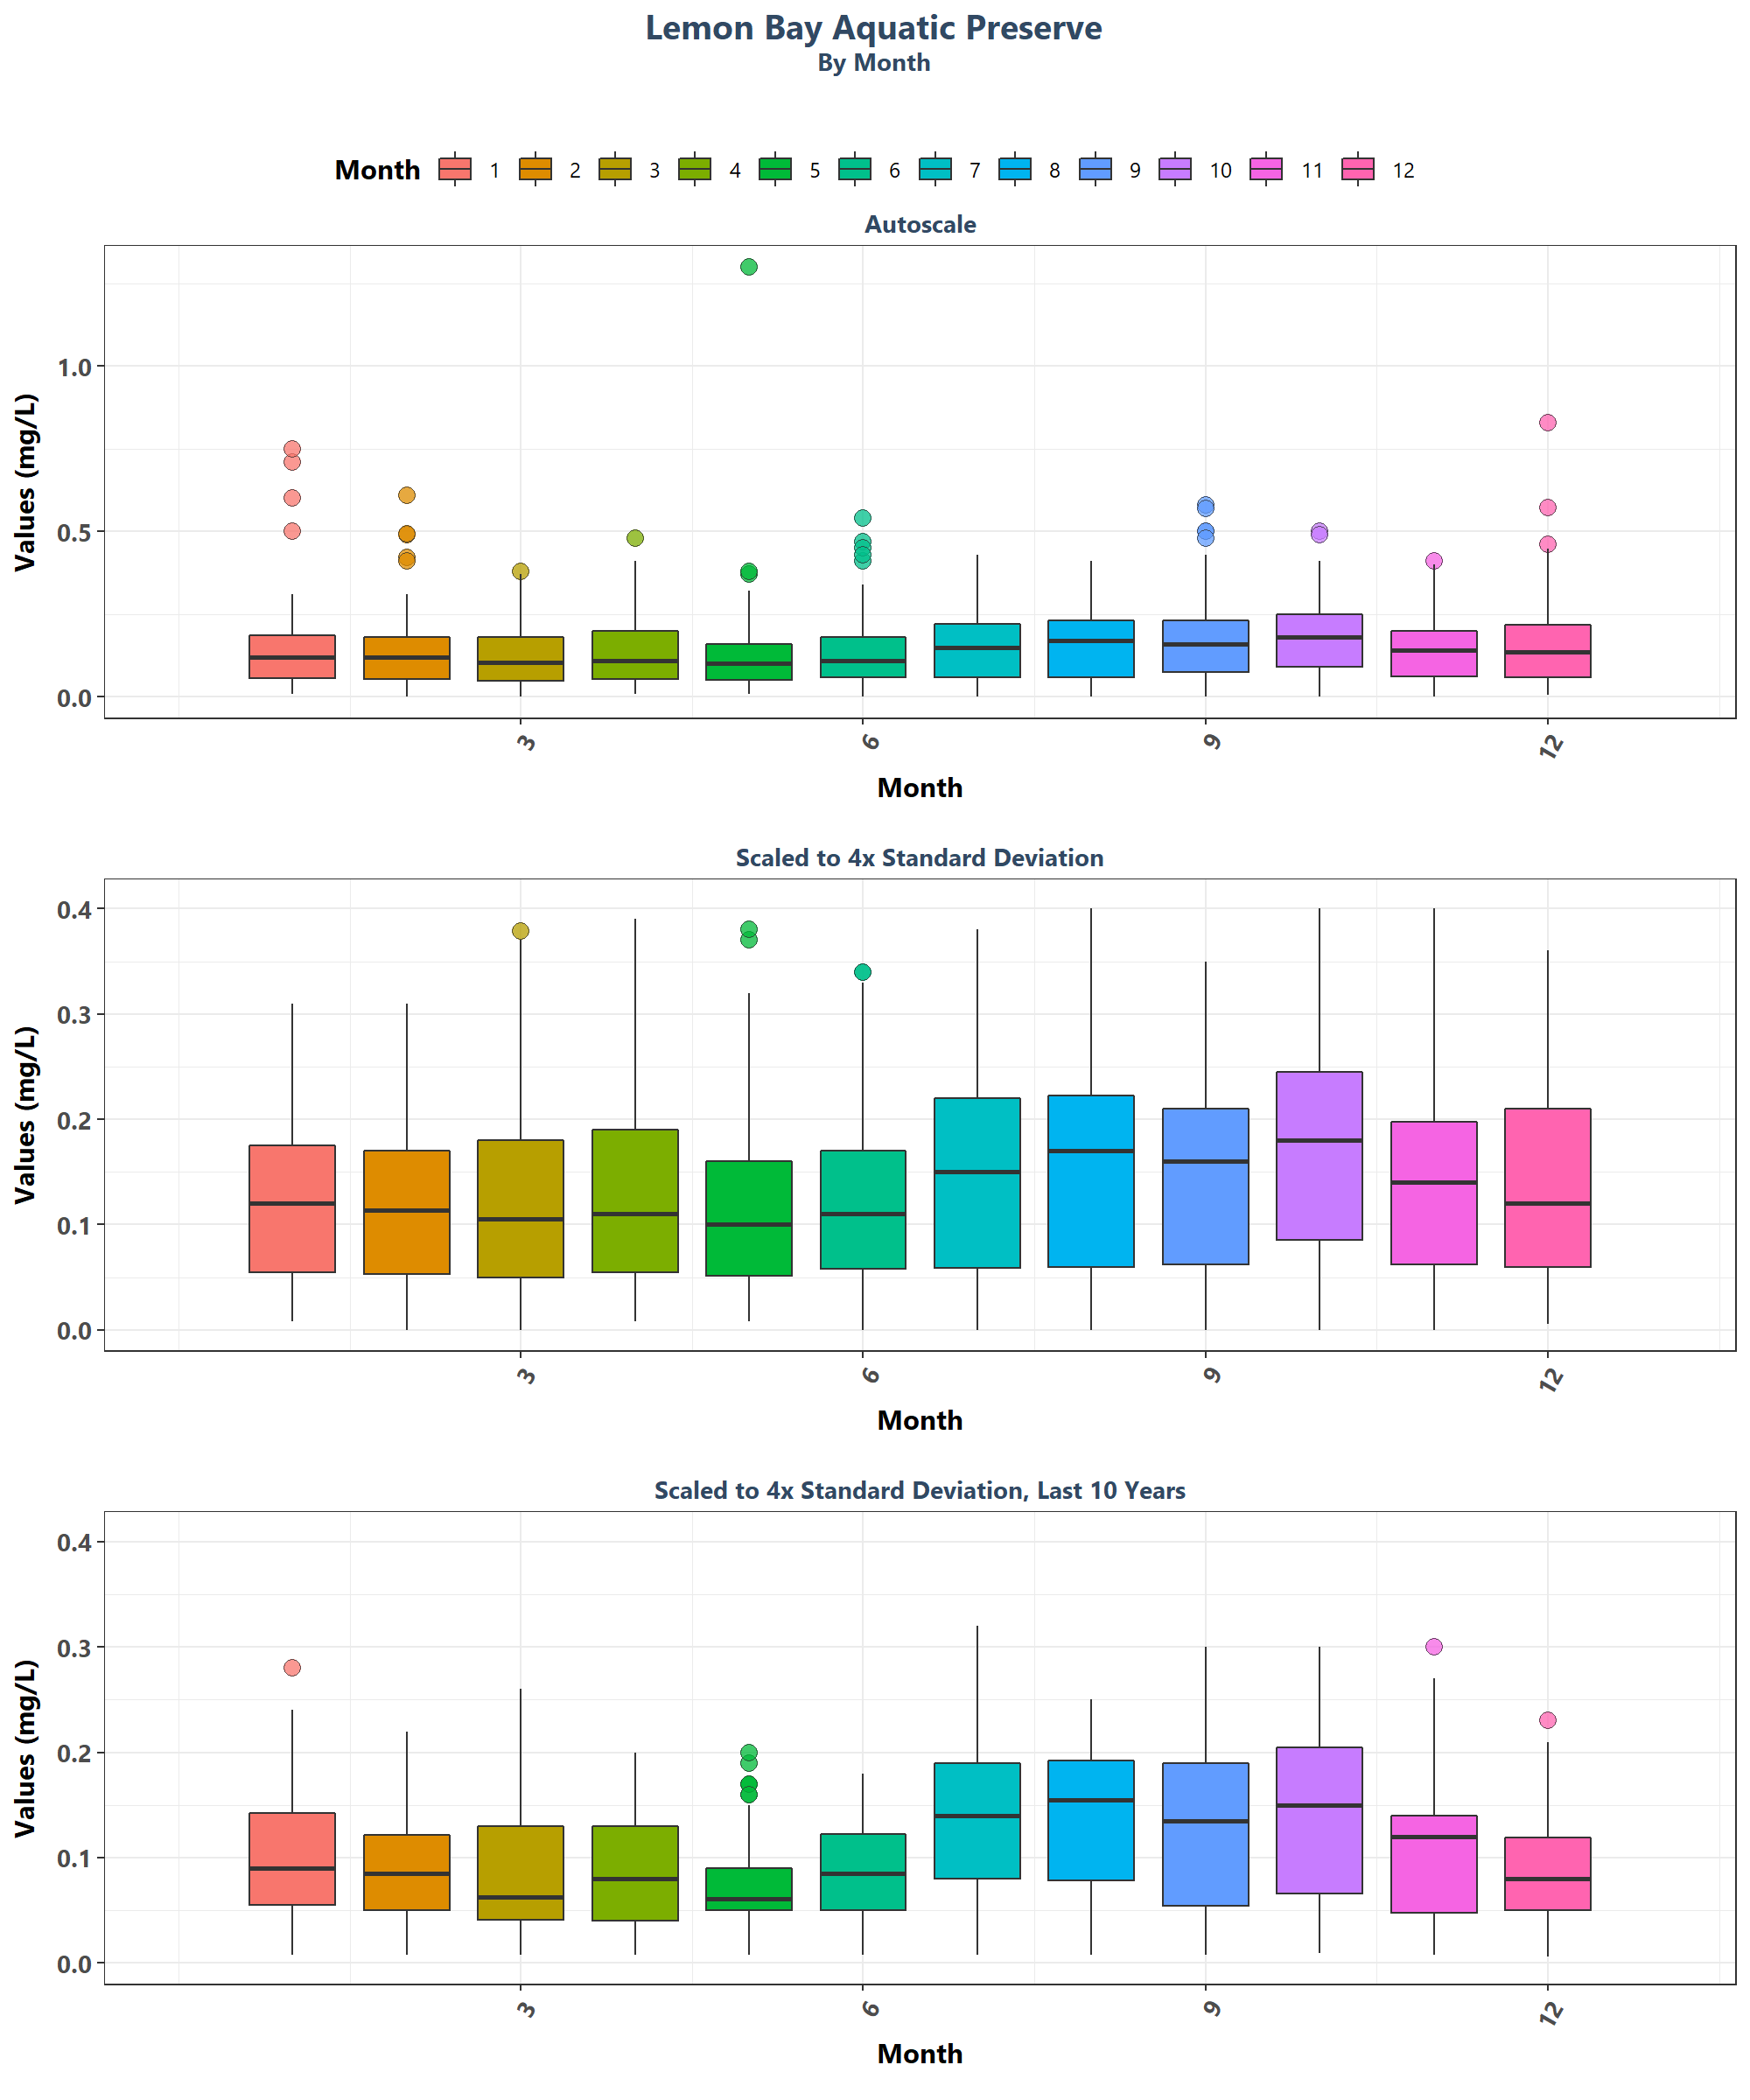 Lemon Bay Aquatic Preserve
By Month
Month 1 2 3 4 5 6 7 8 9 10 11 12
Autoscale
Values (mg/L)
1.0
0.5
0.0
3 6 9 12
Month
Scaled to 4x Standard Deviation
Values (mg/L)
0.4
0.3
0.2
0.1
0.0
3 6 9 12
Month
Scaled to 4x Standard Deviation, Last 10 Years
Values (mg/L)
0.4
0.3
0.2
0.1
0.0
3 6 9 12
Month